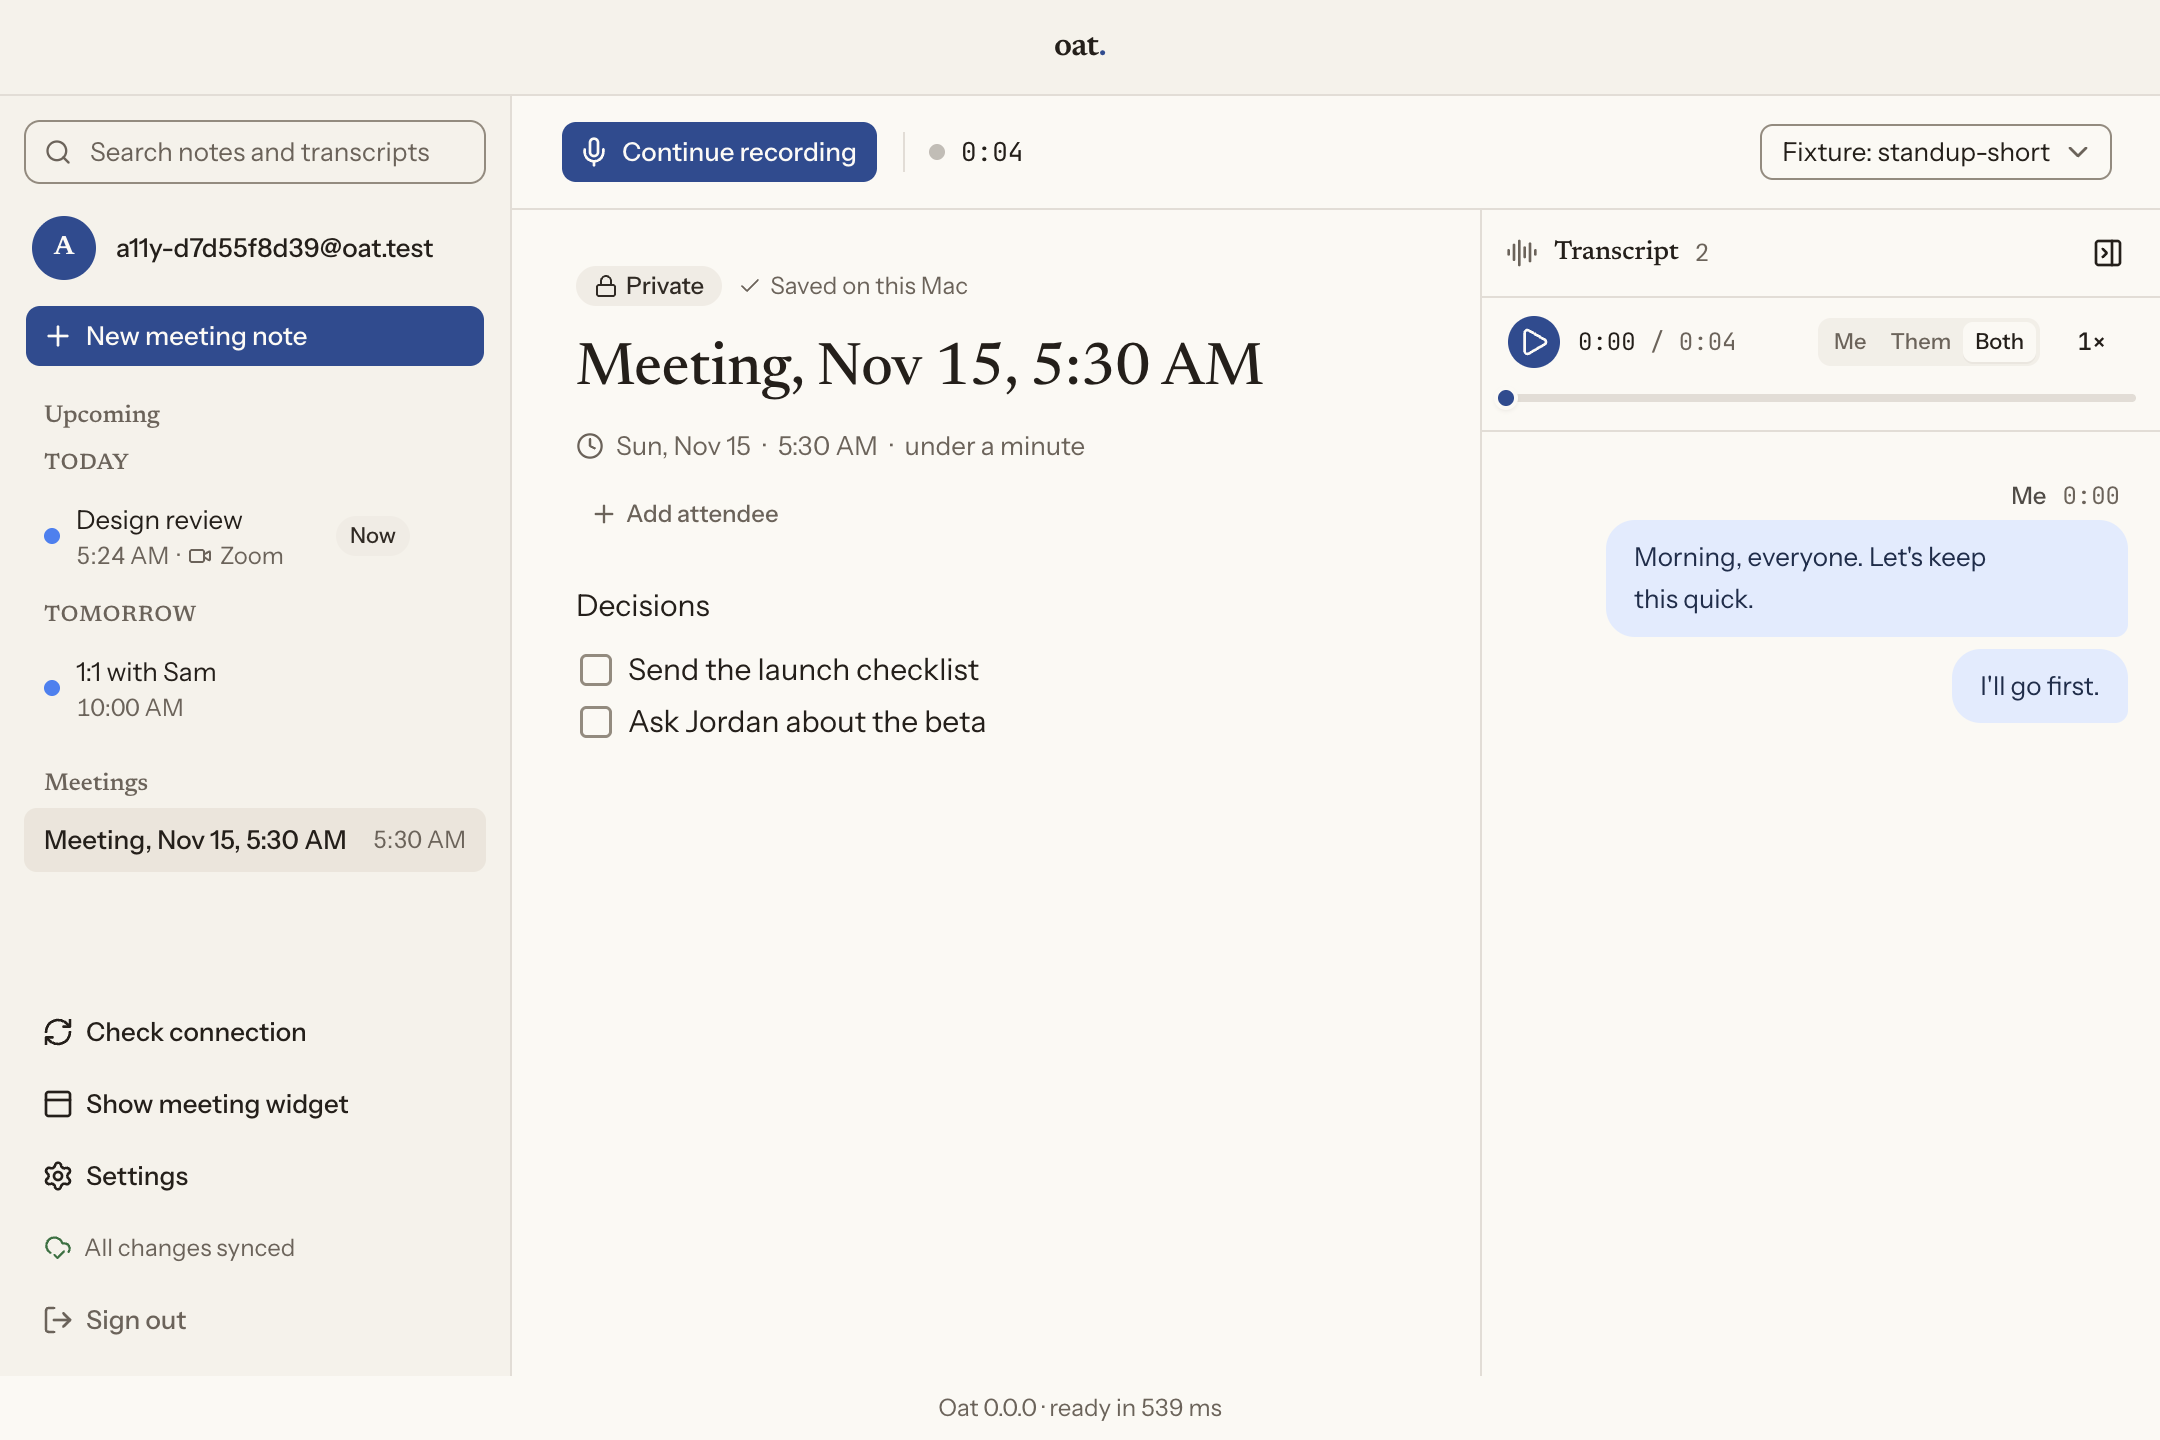 oat.
Search notes and transcripts
A
a11y-d7d55f8d39@oat.test
New meeting note
Upcoming
TODAY
Design review
5:24 AM · Zoom
Now
TOMORROW
1:1 with Sam
10:00 AM
Meetings
Meeting, Nov 15, 5:30 AM 5:30 AM
Check connection
Show meeting widget
Settings
All changes synced
Sign out
Continue recording
0:04
Fixture: standup-short
Private
Saved on this Mac
Meeting, Nov 15, 5:30 AM
Sun, Nov 15 · 5:30 AM · under a minute
Add attendee
Decisions
Send the launch checklist
Ask Jordan about the beta
Transcript 2
0:00 / 0:04
Me Them Both
1×
Me 0:00
Morning, everyone. Let's keep
this quick.
I'll go first.
Oat 0.0.0 · ready in 539 ms